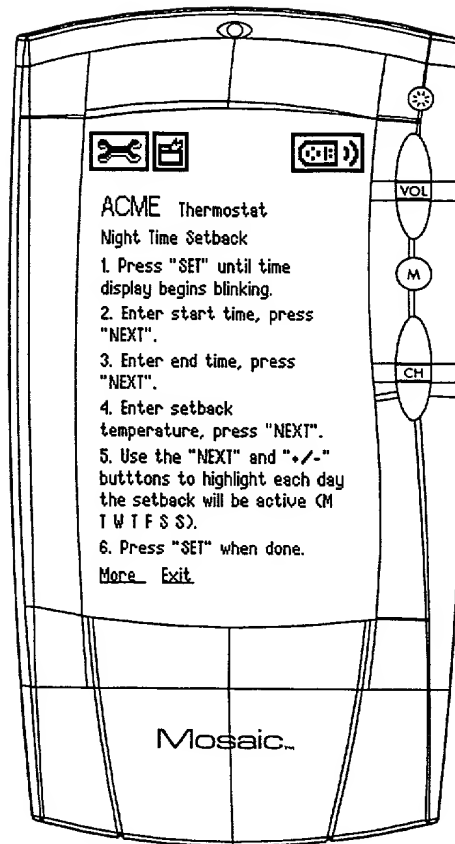 VOL
M
CH
ACME Thermostat
Night Time Setback
1. Press "SET" until time
display begins blinking.
2. Enter start time, press
"NEXT".
3. Enter end time, press
"NEXT".
4. Enter setback
temperature, press "NEXT".
5. Use the "NEXT" and "+/-"
butttons to highlight each day
the setback will be active (M
T W T F S S).
6. Press "SET" when done.
More Exit
Mosaic™